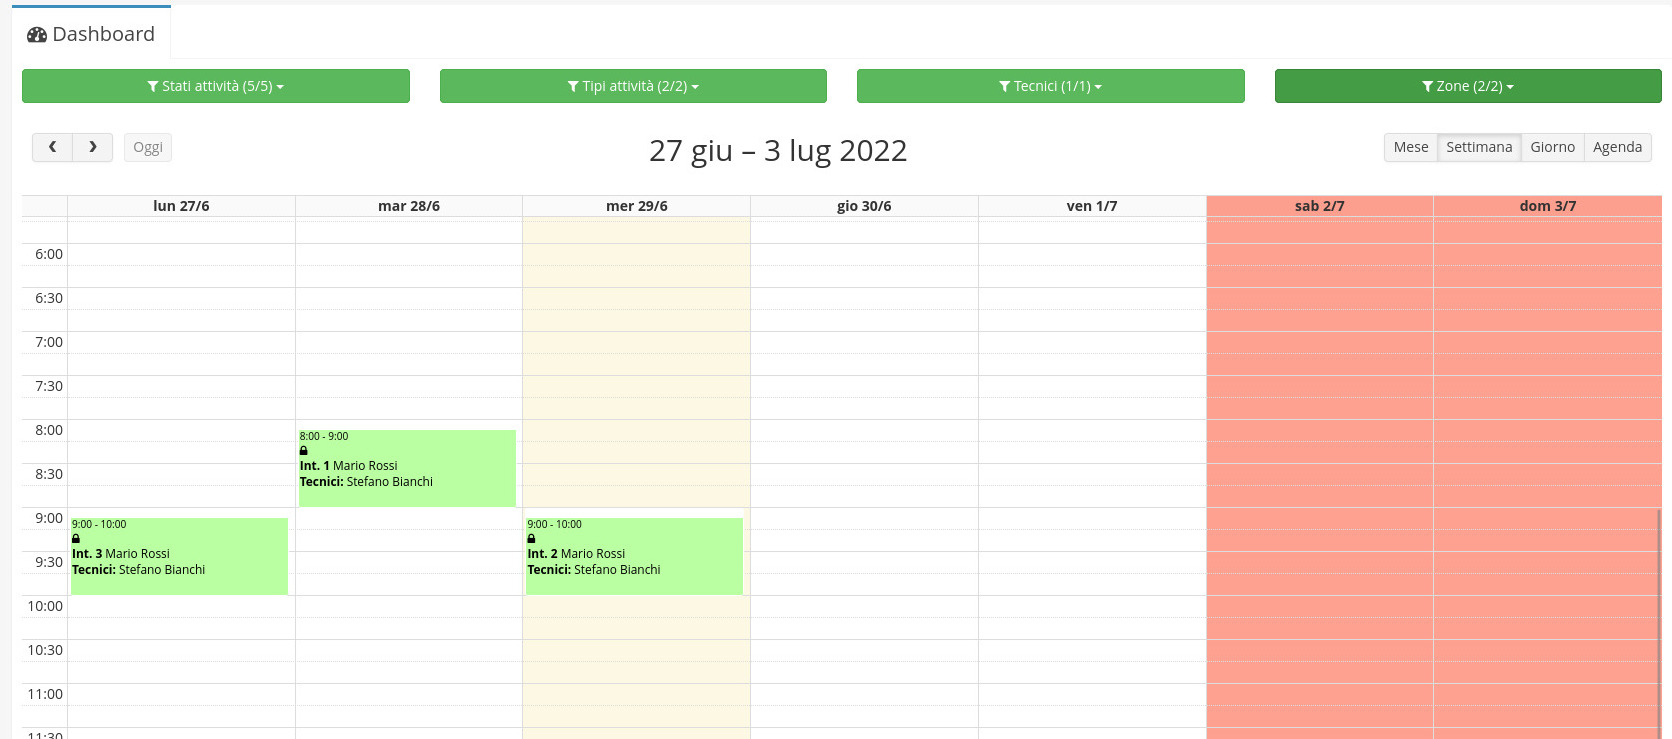 Dashboard
Stati attività (5/5)
Tipi attività (2/2)
Tecnici (1/1)
Zone (2/2)
Oggi
27 giu – 3 lug 2022
Mese Settimana Giorno Agenda
lun 27/6 mar 28/6 mer 29/6 gio 30/6 ven 1/7 sab 2/7 dom 3/7
6:00
6:30
7:00
7:30
8:00
8:00 - 9:00
Int. 1 Mario Rossi
8:30
Tecnici: Stefano Bianchi
9:00
9:00 - 10:00
Int. 3 Mario Rossi
Tecnici: Stefano Bianchi
9:00 - 10:00
Int. 2 Mario Rossi
Tecnici: Stefano Bianchi
9:30
10:00
10:30
11:00
11:30